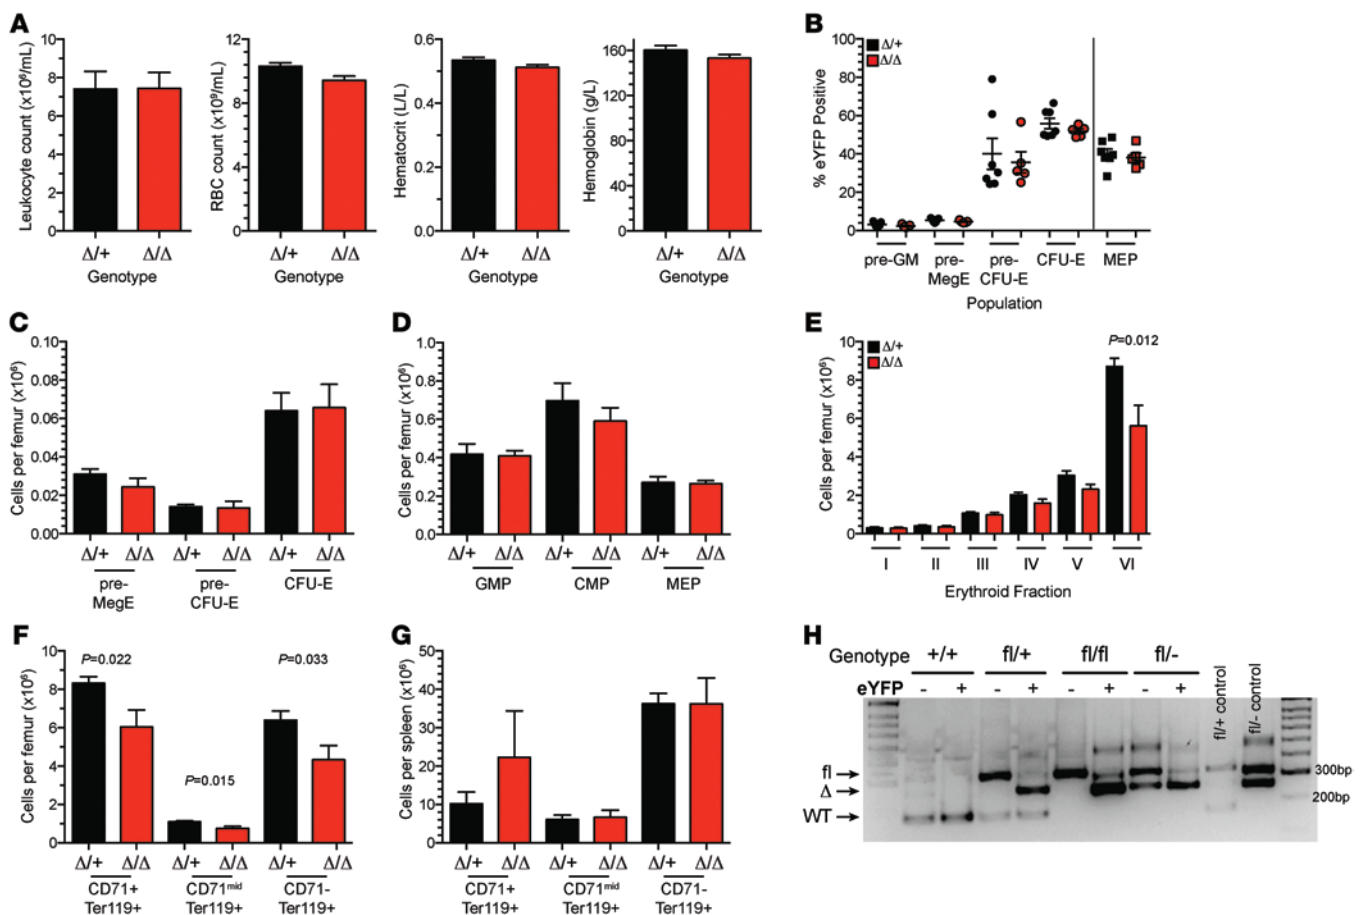 A
Leukocyte count (x10⁶/mL)
10
8
6
4
2
0
Δ/+ Δ/Δ
Genotype
RBC count (x10⁹/mL)
12
9
6
3
0
Δ/+ Δ/Δ
Genotype
Hematocrit (L/L)
0.6
0.4
0.2
0.0
Δ/+ Δ/Δ
Genotype
Hemoglobin (g/L)
160
120
80
40
0
Δ/+ Δ/Δ
Genotype
B
Δ/+
Δ/Δ
% eYFP Positive
100
80
60
40
20
0
pre-GM
pre-
MegE
pre-
CFU-E
CFU-E
MEP
Population
C
Cells per femur (x10⁶)
0.10
0.08
0.06
0.04
0.02
0.00
Δ/+ Δ/Δ Δ/+ Δ/Δ Δ/+ Δ/Δ
pre-
MegE
pre-
CFU-E
CFU-E
D
Cells per femur (x10⁶)
1.0
0.8
0.6
0.4
0.2
0.0
Δ/+ Δ/Δ Δ/+ Δ/Δ Δ/+ Δ/Δ
GMP CMP MEP
E
Δ/+
Δ/Δ
P=0.012
Cells per femur (x10⁶)
10
8
6
4
2
0
I II III IV V VI
Erythroid Fraction
F
Cells per femur (x10⁶)
10
8
6
4
2
0
P=0.022
P=0.015
P=0.033
Δ/+ Δ/Δ Δ/+ Δ/Δ Δ/+ Δ/Δ
CD71+
Ter119+
CD71ᵐⁱᵈ
Ter119+
CD71-
Ter119+
G
Cells per spleen (x10⁶)
50
40
30
20
10
0
Δ/+ Δ/Δ Δ/+ Δ/Δ Δ/+ Δ/Δ
CD71+
Ter119+
CD71ᵐⁱᵈ
Ter119+
CD71-
Ter119+
H
Genotype +/+ fl/+ fl/fl fl/-
eYFP - + - + - + - +
fl/+ control
fl/- control
fl
Δ
WT
300bp
200bp